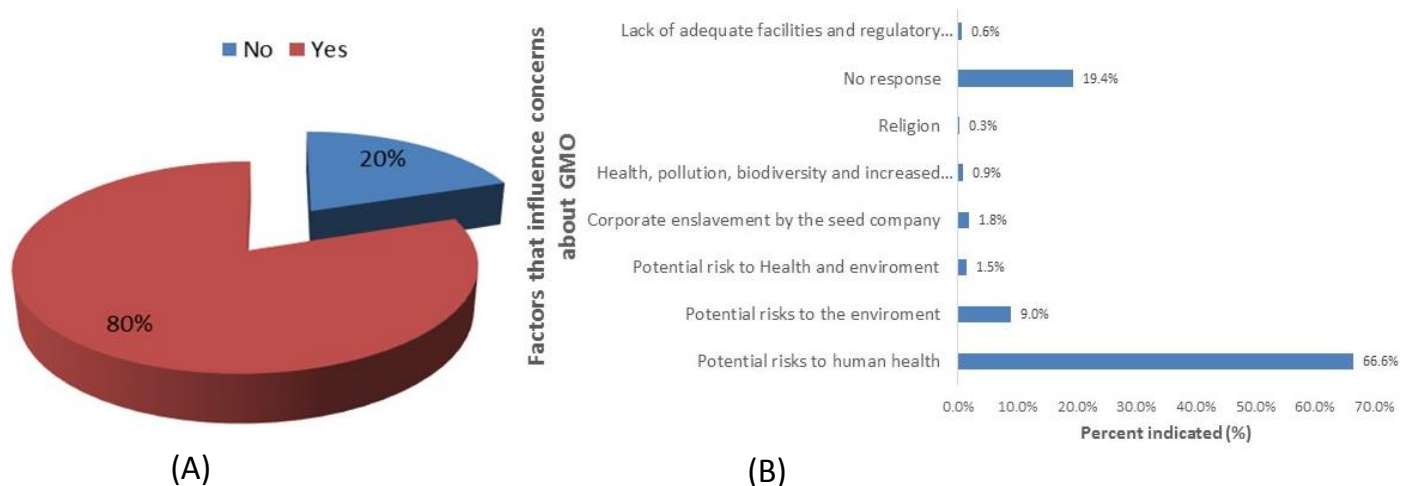 No Yes
20%
80%
(A)
Factors that influence concerns
about GMO
Lack of adequate facilities and regulatory... 0.6%
No response 19.4%
Religion 0.3%
Health, pollution, biodiversity and increased... 0.9%
Corporate enslavement by the seed company 1.8%
Potential risk to Health and enviroment 1.5%
Potential risks to the enviroment 9.0%
Potential risks to human health 66.6%
0.0% 10.0% 20.0% 30.0% 40.0% 50.0% 60.0% 70.0%
Percent indicated (%)
(B)